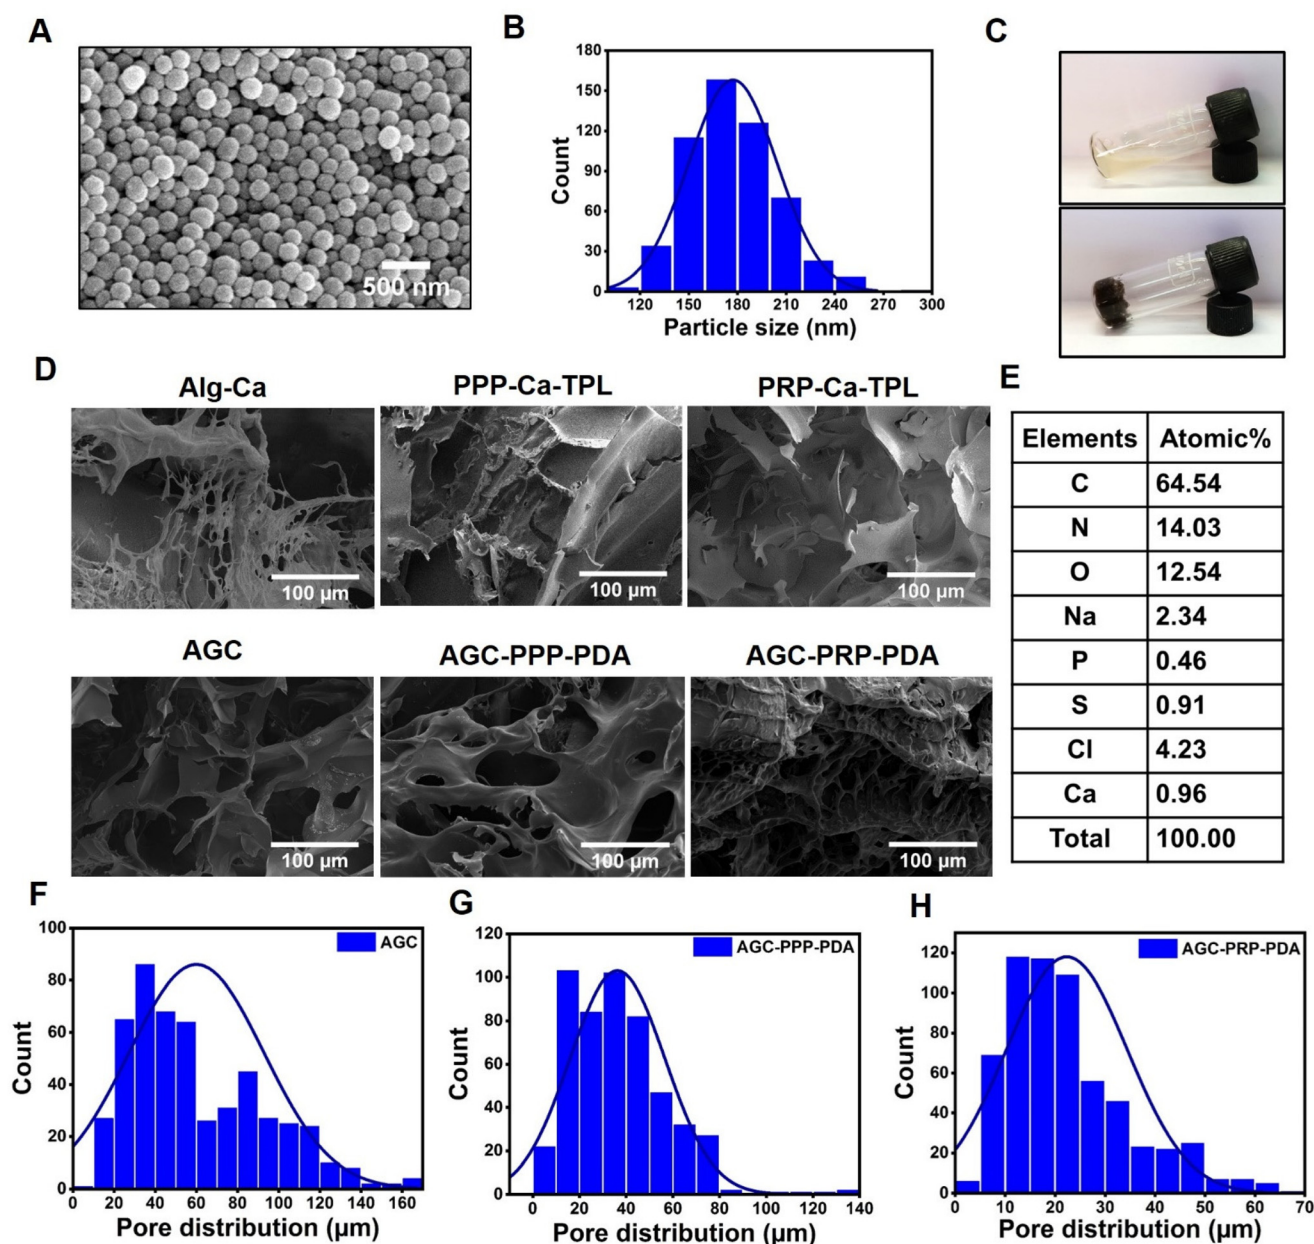 A
500 nm
B
180
150
120
90
60
30
0
120 150 180 210 240 270 300
Count
Particle size (nm)
C
D
Alg-Ca
PPP-Ca-TPL
PRP-Ca-TPL
100 µm
100 µm
100 µm
AGC
AGC-PPP-PDA
AGC-PRP-PDA
100 µm
100 µm
100 µm
E
Elements Atomic%
C 64.54
N 14.03
O 12.54
Na 2.34
P 0.46
S 0.91
Cl 4.23
Ca 0.96
Total 100.00
F
AGC
100
80
60
40
20
0
0 20 40 60 80 100 120 140 160
Count
Pore distribution (µm)
G
AGC-PPP-PDA
120
100
80
60
40
20
0
0 20 40 60 80 100 120 140
Count
Pore distribution (µm)
H
AGC-PRP-PDA
120
100
80
60
40
20
0
0 10 20 30 40 50 60 70
Count
Pore distribution (µm)